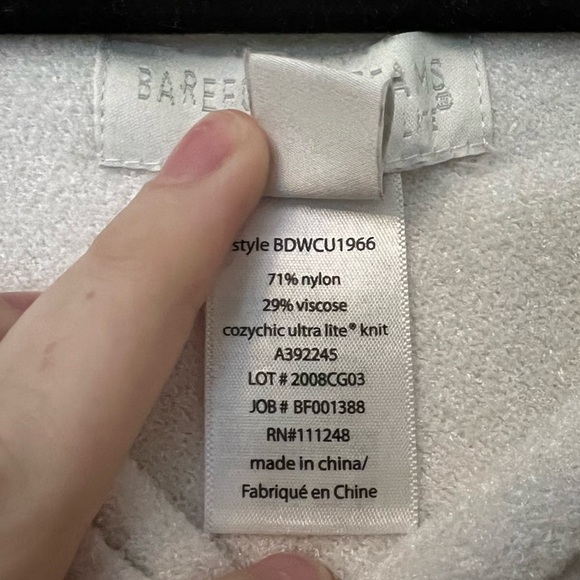 style BDWCU1966
71% nylon
29% viscose
cozychic ultra lite® knit
A392245
LOT # 2008CG03
JOB # BF001388
RN#111248
made in china/
Fabriqué en Chine